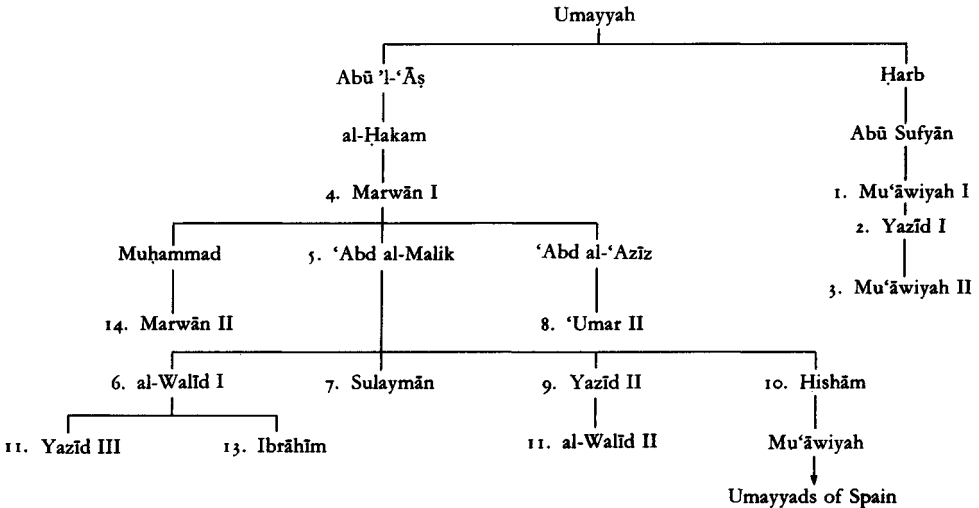 Umayyah
Abū ’l-‘Āṣ Ḥarb
al-Ḥakam Abū Sufyān
4. Marwān I 1. Mu‘āwiyah I
2. Yazīd I
Muḥammad 5. ‘Abd al-Malik ‘Abd al-‘Azīz
3. Mu‘āwiyah II
14. Marwān II 8. ‘Umar II
6. al-Walīd I 7. Sulaymān 9. Yazīd II 10. Hishām
11. Yazīd III 13. Ibrāhīm 11. al-Walīd II Mu‘āwiyah
Umayyads of Spain